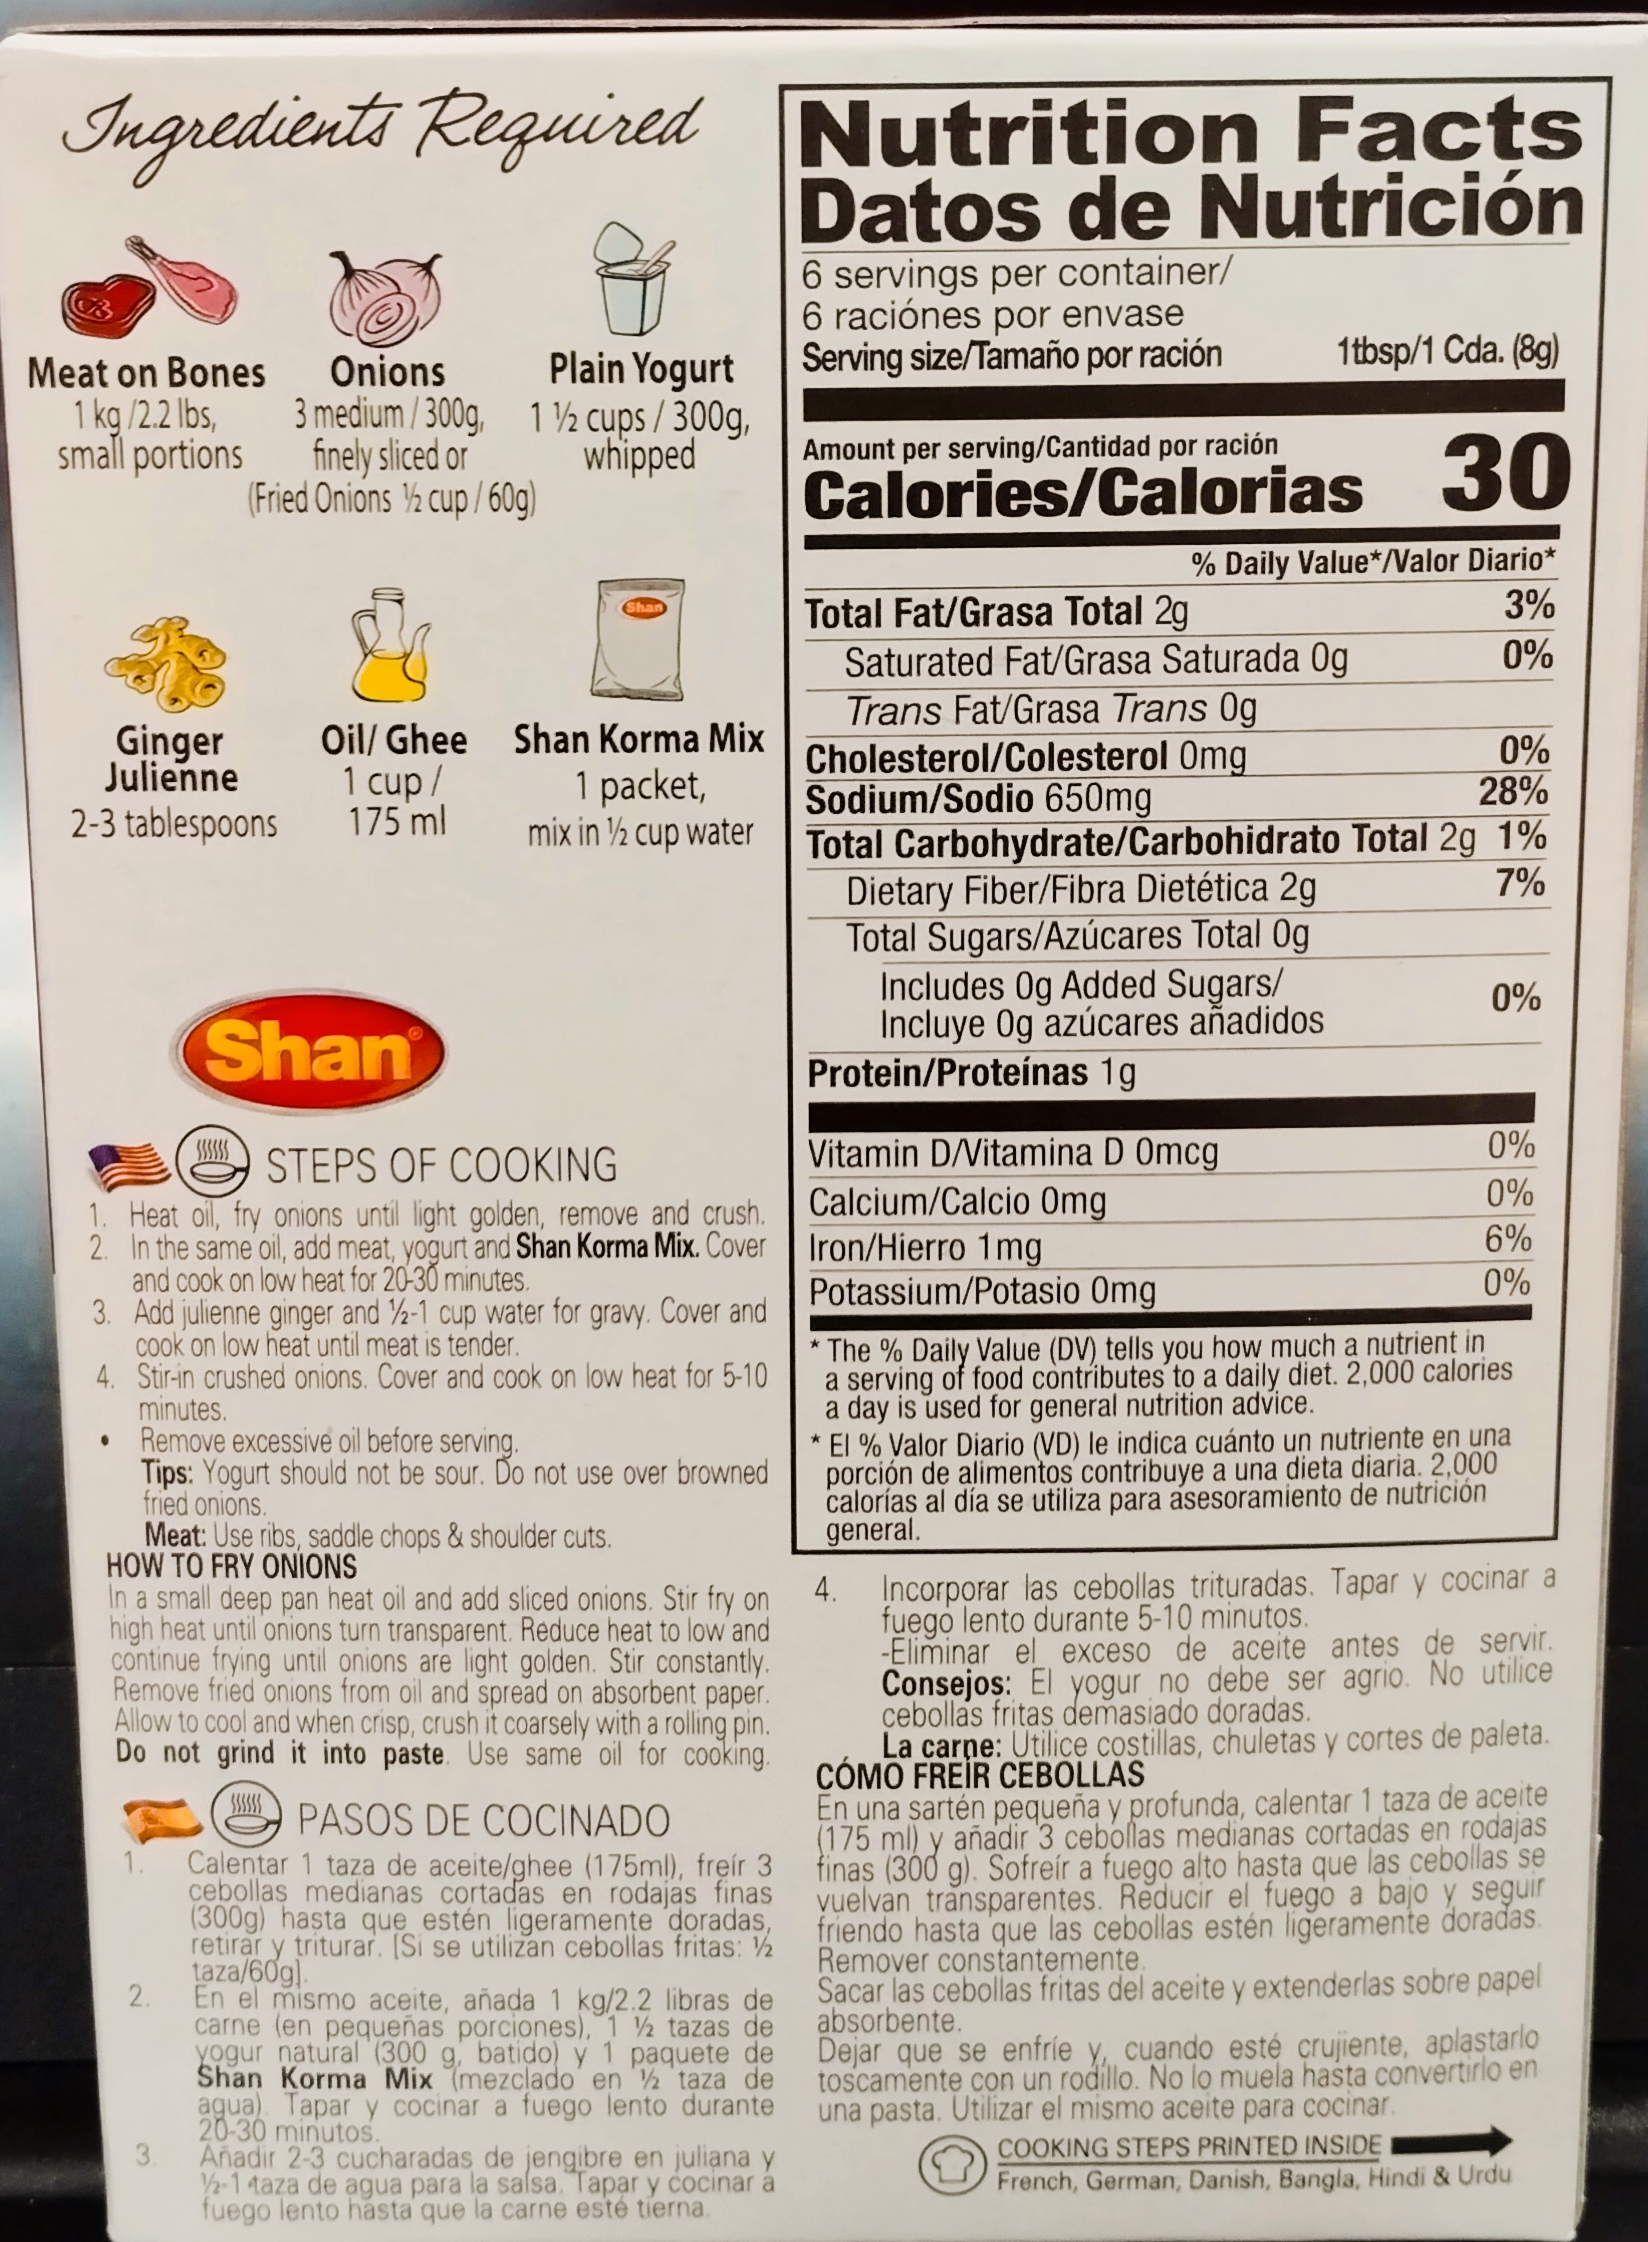 Ingredients Required
Meat on Bones
1 kg /2.2 lbs,
small portions
Onions
3 medium / 300g,
finely sliced or
(Fried Onions ½ cup / 60g)
Plain Yogurt
1 ½ cups / 300g,
whipped
Shan
Ginger
Julienne
2-3 tablespoons
Oil/ Ghee
1 cup /
175 ml
Shan Korma Mix
1 packet,
mix in ½ cup water
Shan®
STEPS OF COOKING
1. Heat oil, fry onions until light golden, remove and crush.
2. In the same oil, add meat, yogurt and Shan Korma Mix. Cover
and cook on low heat for 20-30 minutes.
3. Add julienne ginger and ½-1 cup water for gravy. Cover and
cook on low heat until meat is tender.
4. Stir-in crushed onions. Cover and cook on low heat for 5-10
minutes.
• Remove excessive oil before serving.
Tips: Yogurt should not be sour. Do not use over browned
fried onions.
Meat: Use ribs, saddle chops & shoulder cuts.
HOW TO FRY ONIONS
In a small deep pan heat oil and add sliced onions. Stir fry on
high heat until onions turn transparent. Reduce heat to low and
continue frying until onions are light golden. Stir constantly.
Remove fried onions from oil and spread on absorbent paper.
Allow to cool and when crisp, crush it coarsely with a rolling pin.
Do not grind it into paste. Use same oil for cooking.
PASOS DE COCINADO
1. Calentar 1 taza de aceite/ghee (175ml), freír 3
cebollas medianas cortadas en rodajas finas
(300g) hasta que estén ligeramente doradas,
retirar y triturar. [Si se utilizan cebollas fritas: ½
taza/60g].
2. En el mismo aceite, añada 1 kg/2.2 libras de
carne (en pequeñas porciones), 1 ½ tazas de
yogur natural (300 g, batido) y 1 paquete de
Shan Korma Mix (mezclado en ½ taza de
agua). Tapar y cocinar a fuego lento durante
20-30 minutos.
3. Añadir 2-3 cucharadas de jengibre en juliana y
½-1 taza de agua para la salsa. Tapar y cocinar a
fuego lento hasta que la carne esté tierna.
Nutrition Facts
Datos de Nutrición
6 servings per container/
6 raciónes por envase
Serving size/Tamaño por ración 1tbsp/1 Cda. (8g)
Amount per serving/Cantidad por ración
Calories/Calorias 30
% Daily Value*/Valor Diario*
Total Fat/Grasa Total 2g 3%
Saturated Fat/Grasa Saturada 0g 0%
Trans Fat/Grasa Trans 0g
Cholesterol/Colesterol 0mg 0%
Sodium/Sodio 650mg 28%
Total Carbohydrate/Carbohidrato Total 2g 1%
Dietary Fiber/Fibra Dietética 2g 7%
Total Sugars/Azúcares Total 0g
Includes 0g Added Sugars/
Incluye 0g azúcares añadidos 0%
Protein/Proteínas 1g
Vitamin D/Vitamina D 0mcg 0%
Calcium/Calcio 0mg 0%
Iron/Hierro 1mg 6%
Potassium/Potasio 0mg 0%
* The % Daily Value (DV) tells you how much a nutrient in
a serving of food contributes to a daily diet. 2,000 calories
a day is used for general nutrition advice.
* El % Valor Diario (VD) le indica cuánto un nutriente en una
porción de alimentos contribuye a una dieta diaria. 2,000
calorías al día se utiliza para asesoramiento de nutrición
general.
4. Incorporar las cebollas trituradas. Tapar y cocinar a
fuego lento durante 5-10 minutos.
-Eliminar el exceso de aceite antes de servir.
Consejos: El yogur no debe ser agrio. No utilice
cebollas fritas demasiado doradas.
La carne: Utilice costillas, chuletas y cortes de paleta.
CÓMO FREÍR CEBOLLAS
En una sartén pequeña y profunda, calentar 1 taza de aceite
(175 ml) y añadir 3 cebollas medianas cortadas en rodajas
finas (300 g). Sofreír a fuego alto hasta que las cebollas se
vuelvan transparentes. Reducir el fuego a bajo y seguir
friendo hasta que las cebollas estén ligeramente doradas.
Remover constantemente.
Sacar las cebollas fritas del aceite y extenderlas sobre papel
absorbente.
Dejar que se enfríe y, cuando esté crujiente, aplastarlo
toscamente con un rodillo. No lo muela hasta convertirlo en
una pasta. Utilizar el mismo aceite para cocinar.
COOKING STEPS PRINTED INSIDE
French, German, Danish, Bangla, Hindi & Urdu